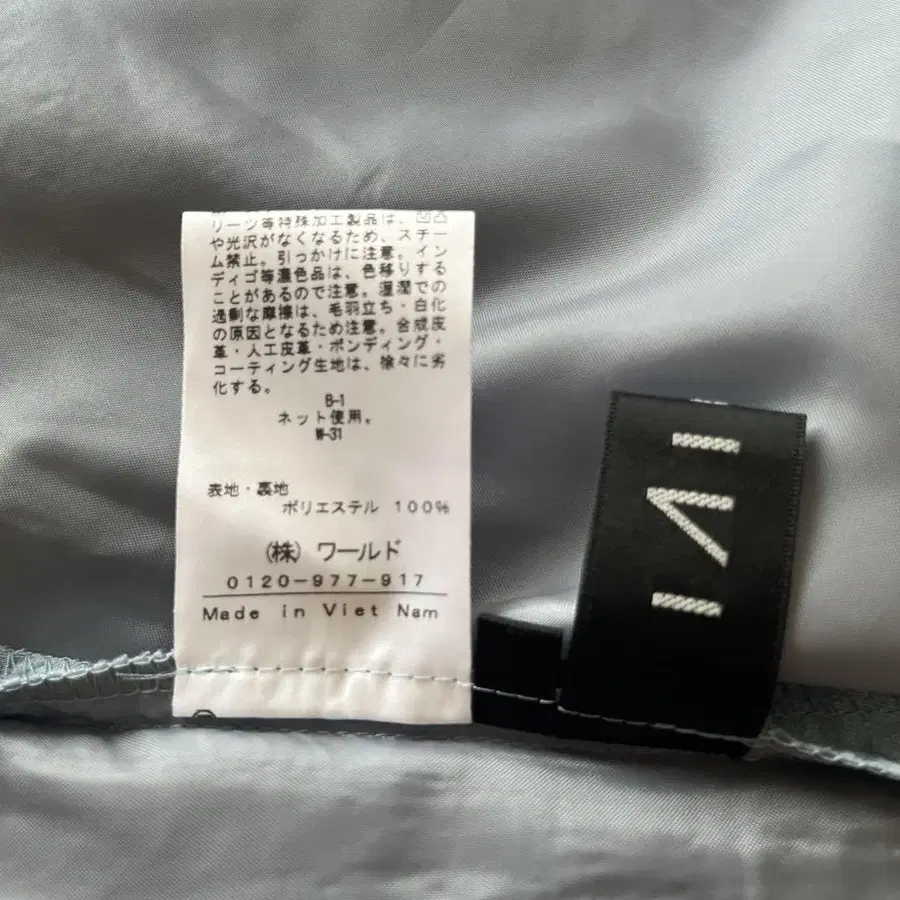 リーツ等特殊加工製品は、凹凸
や光沢がなくなるため、スチー
ム禁止。引っかけに注意。イン
ディゴ等濃色品は、色移りする
ことがあるので注意。湿潤での
過剰な摩擦は、毛羽立ち・白化
の原因となるため注意。合成皮
革・人工皮革・ボンディング・
コーティング生地は、徐々に劣
化する。
B-1
ネット使用。
W-31
表地・裏地
ポリエステル 100%
(株) ワールド
0120-977-917
Made in Viet Nam